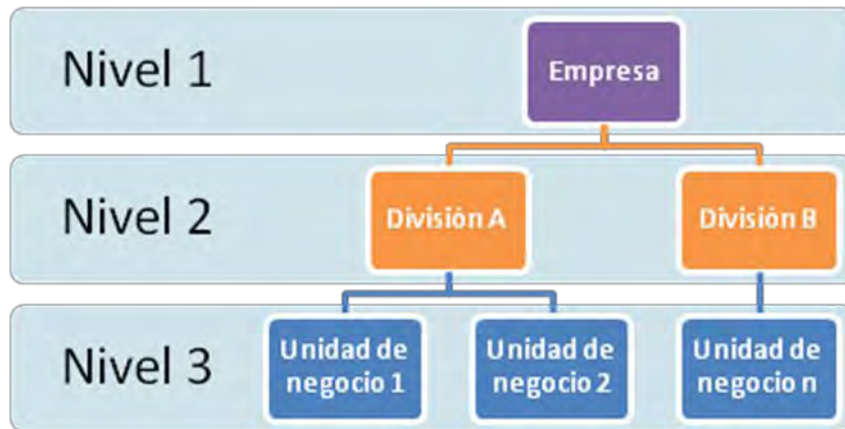 Nivel 1
Empresa
Nivel 2
División A
División B
Nivel 3
Unidad de
negocio 1
Unidad de
negocio 2
Unidad de
negocio n